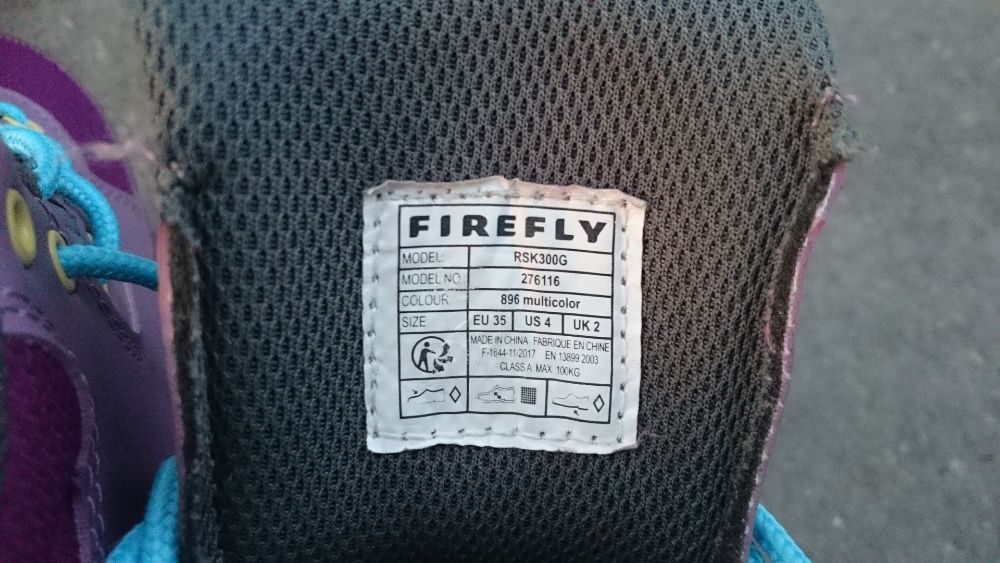 FIREFLY
MODEL: RSK300G
MODEL NO 276116
COLOUR: 896 multicolor
SIZE EU 35 US 4 UK 2
MADE IN CHINA FABRIQUE EN CHINE
F-1644-11/2017 EN 13899 2003
CLASS A MAX 100KG